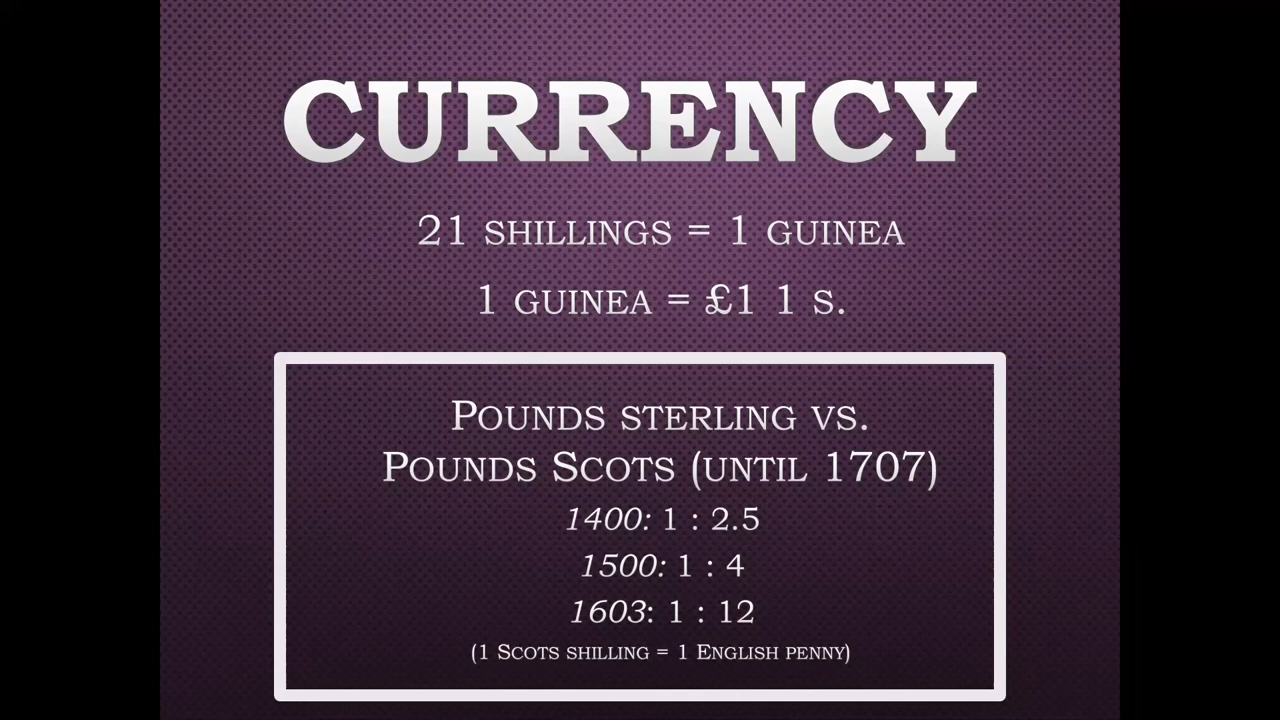 CURRENCY
21 SHILLINGS = 1 GUINEA
1 GUINEA = £1 1 S.
POUNDS STERLING VS.
POUNDS SCOTS (UNTIL 1707)
1400: 1 : 2.5
1500: 1 : 4
1603: 1 : 12
(1 SCOTS SHILLING = 1 ENGLISH PENNY)